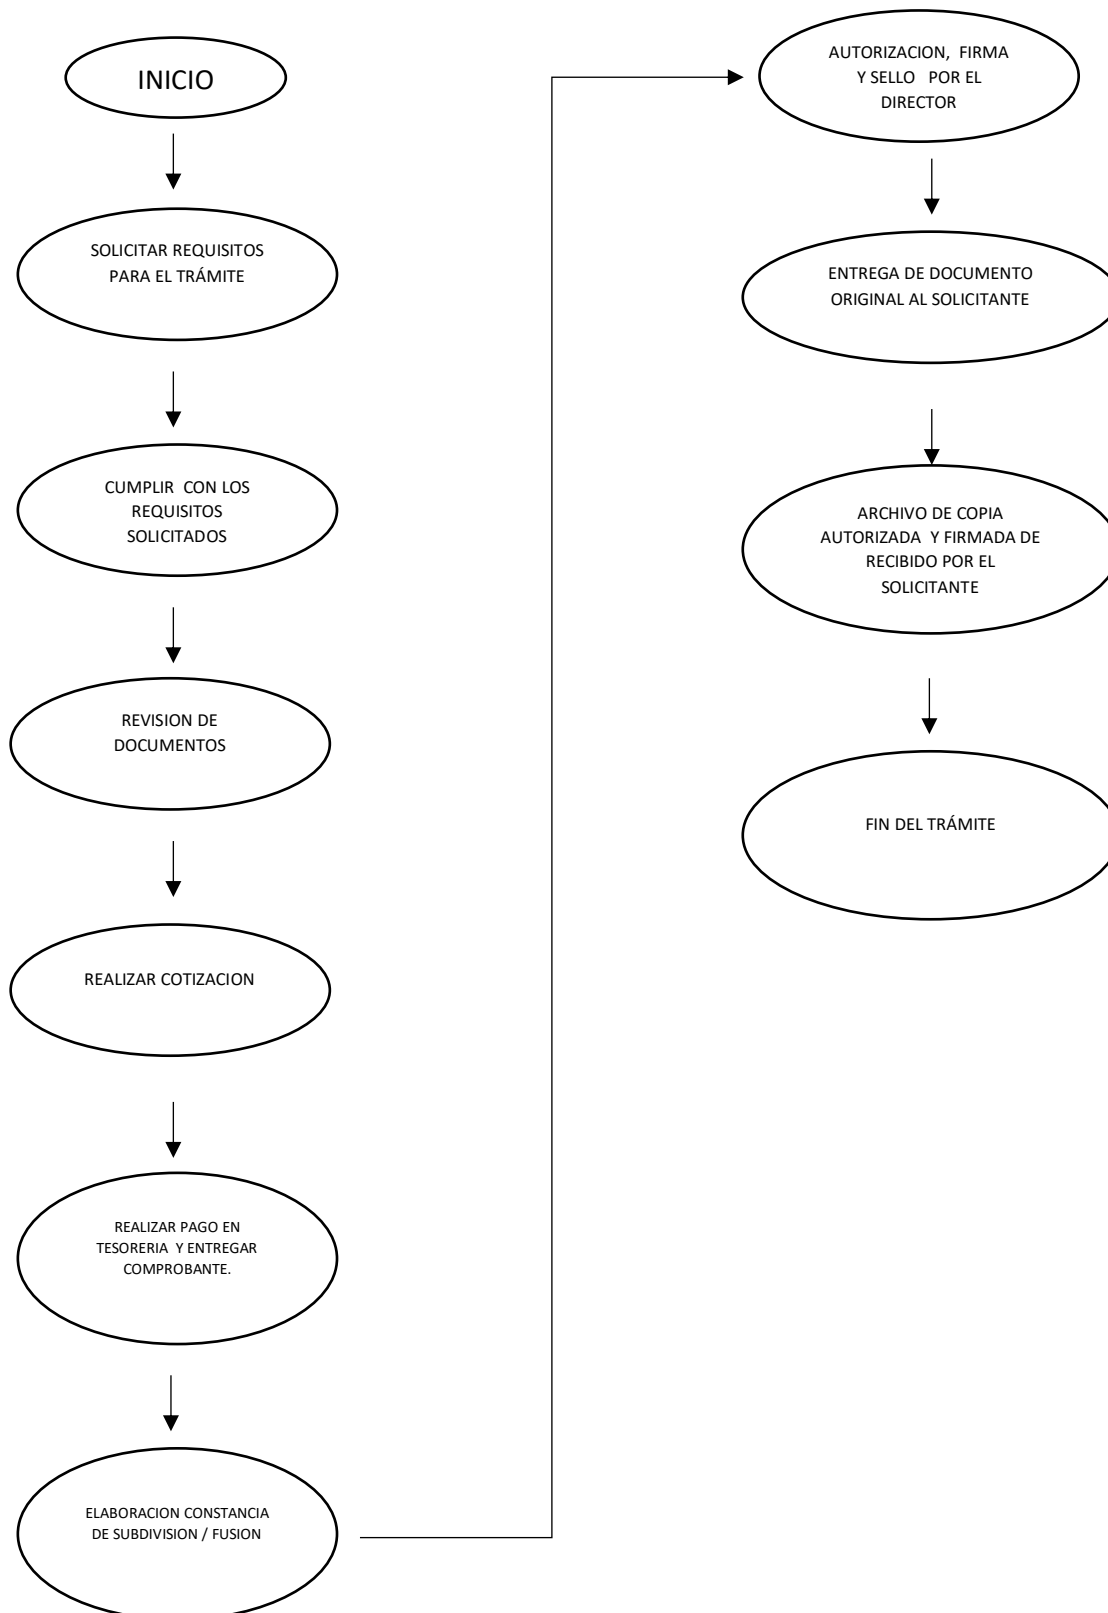 INICIO
SOLICITAR REQUISITOS
PARA EL TRÁMITE
CUMPLIR CON LOS
REQUISITOS
SOLICITADOS
REVISION DE
DOCUMENTOS
REALIZAR COTIZACION
REALIZAR PAGO EN
TESORERIA Y ENTREGAR
COMPROBANTE.
ELABORACION CONSTANCIA
DE SUBDIVISION / FUSION
AUTORIZACION, FIRMA
Y SELLO POR EL
DIRECTOR
ENTREGA DE DOCUMENTO
ORIGINAL AL SOLICITANTE
ARCHIVO DE COPIA
AUTORIZADA Y FIRMADA DE
RECIBIDO POR EL
SOLICITANTE
FIN DEL TRÁMITE